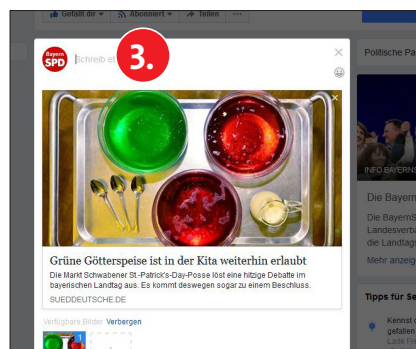 Gefällt dir
Abonniert
Teilen
Bayern
SPD
Schreib et
3.
Politische Pa
INFO.BAYERNS
Grüne Götterspeise ist in der Kita weiterhin erlaubt
Die Markt Schwabener St.-Patrick's-Day-Posse löst eine hitzige Debatte im
bayerischen Landtag aus. Es kommt deswegen sogar zu einem Beschluss.
SUEDDEUTSCHE.DE
Verfügbare Bilder Verbergen
1
Die Bayern
Die BayernS
Landesverba
die Landtags
Mehr anzeig
Tipps für Se
Kennst d
gefallen